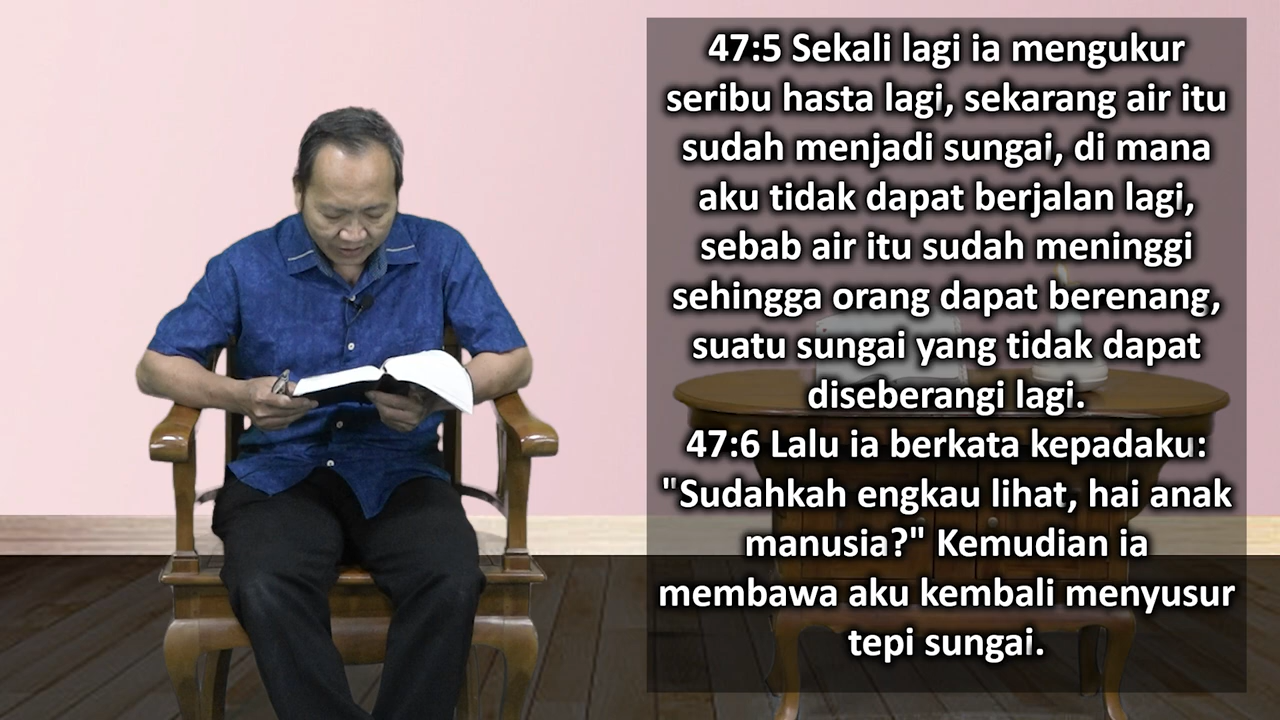 47:5 Sekali lagi ia mengukur
seribu hasta lagi, sekarang air itu
sudah menjadi sungai, di mana
aku tidak dapat berjalan lagi,
sebab air itu sudah meninggi
sehingga orang dapat berenang,
suatu sungai yang tidak dapat
diseberangi lagi.
47:6 Lalu ia berkata kepadaku:
"Sudahkah engkau lihat, hai anak
manusia?" Kemudian ia
membawa aku kembali menyusur
tepi sungai.